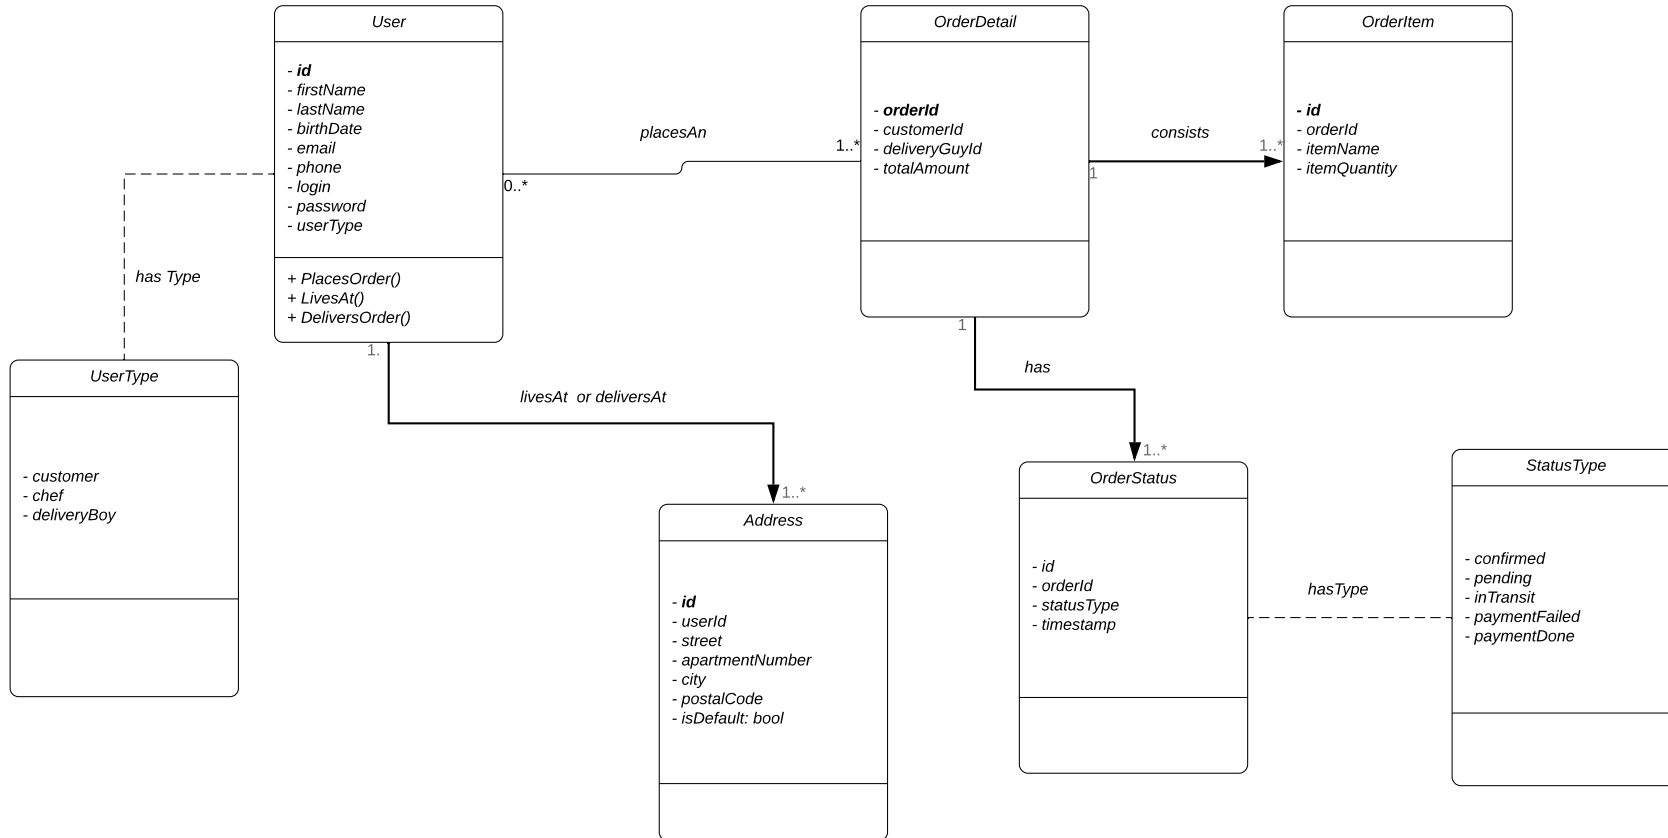 User
- id
- firstName
- lastName
- birthDate
- email
- phone
- login
- password
- userType
+ PlacesOrder()
+ LivesAt()
+ DeliversOrder()
placesAn
0..*
1..*
OrderDetail
- orderId
- customerId
- deliveryGuyId
- totalAmount
consists
1
1..*
OrderItem
- id
- orderId
- itemName
- itemQuantity
has Type
UserType
- customer
- chef
- deliveryBoy
1.
livesAt or deliversAt
1..*
Address
- id
- userId
- street
- apartmentNumber
- city
- postalCode
- isDefault: bool
1
has
1..*
OrderStatus
- id
- orderId
- statusType
- timestamp
hasType
StatusType
- confirmed
- pending
- inTransit
- paymentFailed
- paymentDone